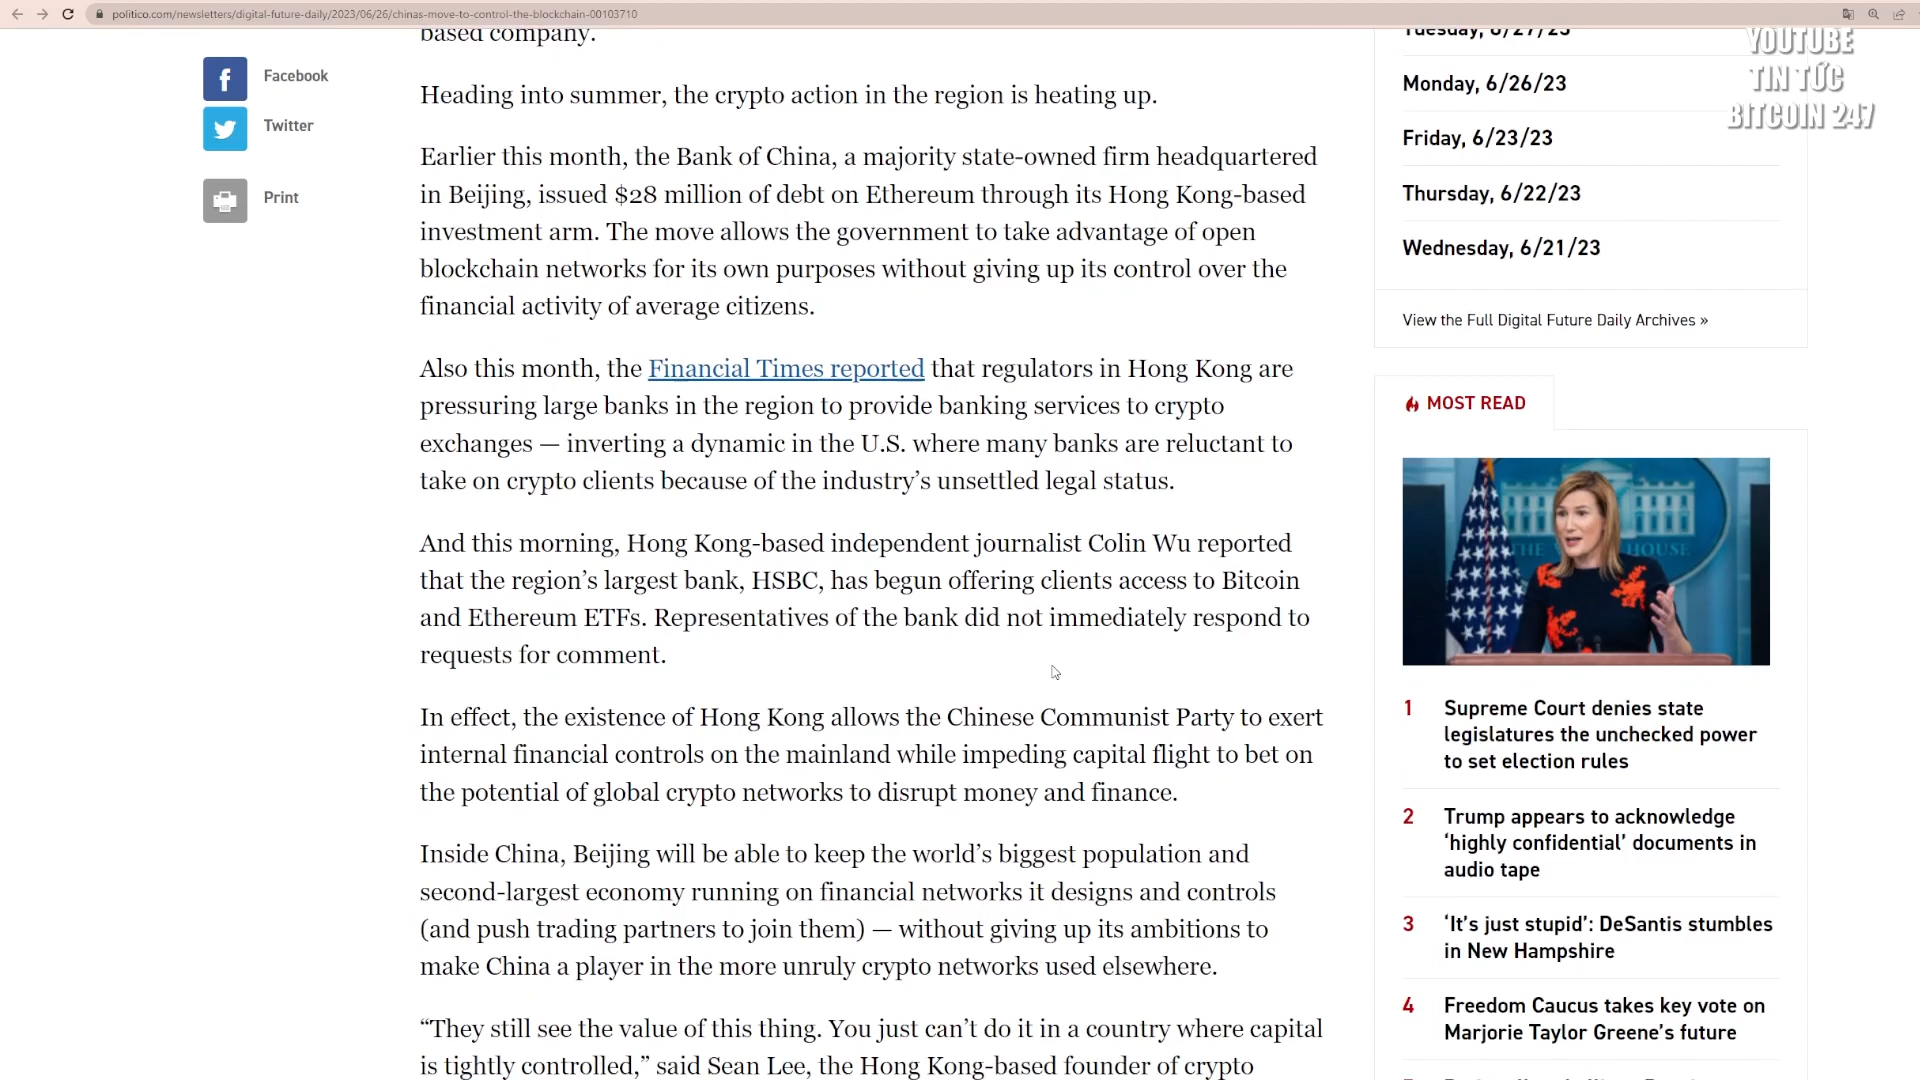 politico.com/newsletters/digital-future-daily/2023/06/26/chinas-move-to-control-the-blockchain-00103710
YOUTUBE
TIN TỨC
BITCOIN 247
Facebook
Twitter
Print
based company.
Heading into summer, the crypto action in the region is heating up.
Earlier this month, the Bank of China, a majority state-owned firm headquartered
in Beijing, issued $28 million of debt on Ethereum through its Hong Kong-based
investment arm. The move allows the government to take advantage of open
blockchain networks for its own purposes without giving up its control over the
financial activity of average citizens.
Also this month, the Financial Times reported that regulators in Hong Kong are
pressuring large banks in the region to provide banking services to crypto
exchanges — inverting a dynamic in the U.S. where many banks are reluctant to
take on crypto clients because of the industry’s unsettled legal status.
And this morning, Hong Kong-based independent journalist Colin Wu reported
that the region’s largest bank, HSBC, has begun offering clients access to Bitcoin
and Ethereum ETFs. Representatives of the bank did not immediately respond to
requests for comment.
In effect, the existence of Hong Kong allows the Chinese Communist Party to exert
internal financial controls on the mainland while impeding capital flight to bet on
the potential of global crypto networks to disrupt money and finance.
Inside China, Beijing will be able to keep the world’s biggest population and
second-largest economy running on financial networks it designs and controls
(and push trading partners to join them) — without giving up its ambitions to
make China a player in the more unruly crypto networks used elsewhere.
“They still see the value of this thing. You just can’t do it in a country where capital
is tightly controlled,” said Sean Lee, the Hong Kong-based founder of crypto
Tuesday, 6/27/23
Monday, 6/26/23
Friday, 6/23/23
Thursday, 6/22/23
Wednesday, 6/21/23
View the Full Digital Future Daily Archives »
MOST READ
THE WHITE HOUSE
1 Supreme Court denies state
legislatures the unchecked power
to set election rules
2 Trump appears to acknowledge
‘highly confidential’ documents in
audio tape
3 ‘It’s just stupid’: DeSantis stumbles
in New Hampshire
4 Freedom Caucus takes key vote on
Marjorie Taylor Greene’s future